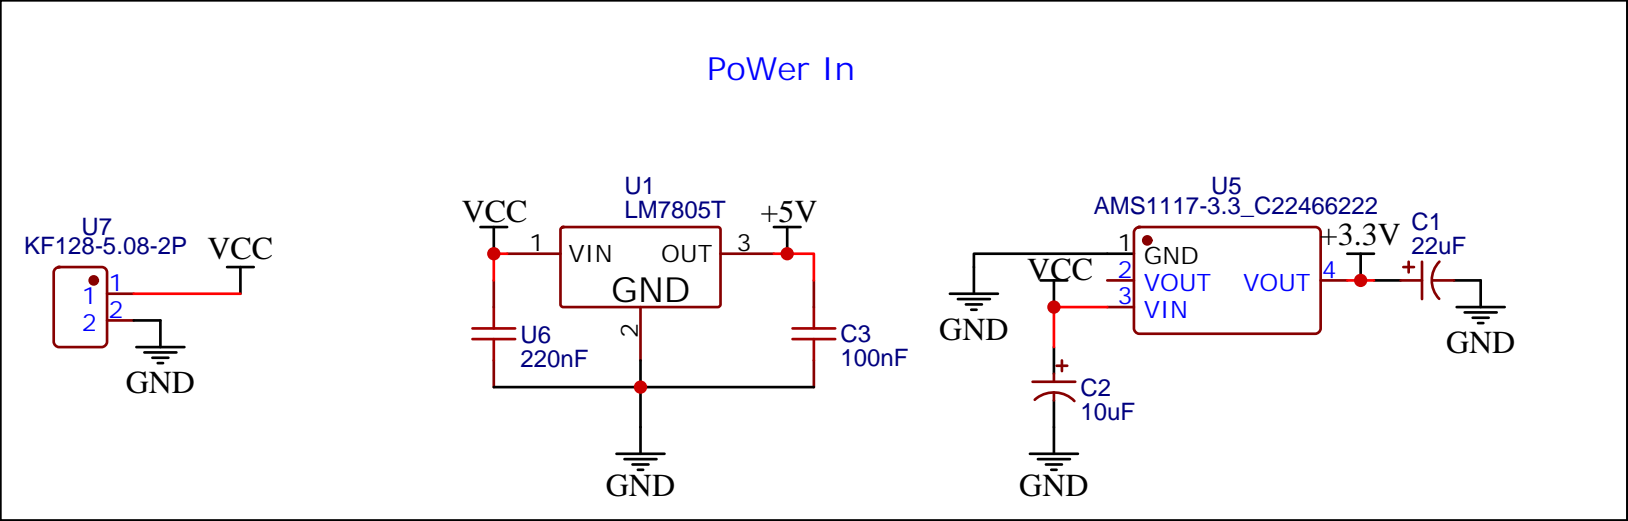 PoWer In
U7
KF128-5.08-2P
VCC
1
1
2
2
GND
U1
LM7805T
VCC
+5V
1
VIN
OUT
3
GND
2
U6
220nF
C3
100nF
GND
U5
AMS1117-3.3_C22466222
C1
22uF
+3.3V
1
GND
VCC
2
VOUT
VOUT
4
3
VIN
+
GND
GND
+
C2
10uF
GND